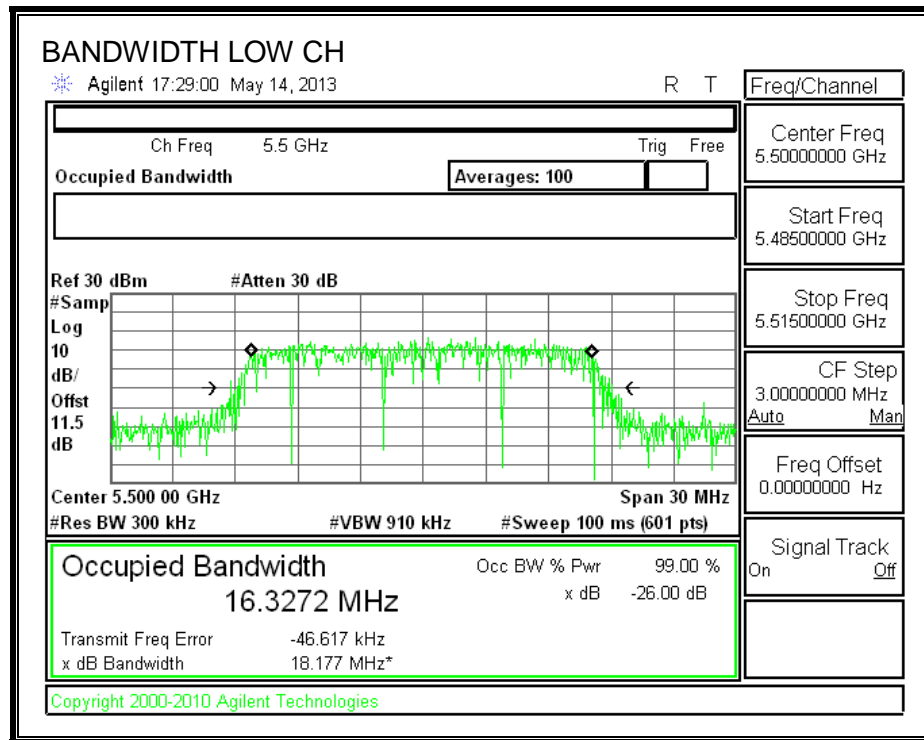 BANDWIDTH LOW CH
Agilent 17:29:00 May 14, 2013 R T
Freq/Channel
Ch Freq 5.5 GHz Trig Free
Occupied Bandwidth Averages: 100
Center Freq
5.50000000 GHz
Start Freq
5.48500000 GHz
Stop Freq
5.51500000 GHz
CF Step
3.00000000 MHz
Auto Man
Freq Offset
0.00000000 Hz
Signal Track
On Off
Ref 30 dBm #Atten 30 dB
#Samp
Log
10
dB/
Offst
11.5
dB
Center 5.500 00 GHz Span 30 MHz
#Res BW 300 kHz #VBW 910 kHz #Sweep 100 ms (601 pts)
Occupied Bandwidth Occ BW % Pwr 99.00 %
16.3272 MHz x dB -26.00 dB
Transmit Freq Error -46.617 kHz
x dB Bandwidth 18.177 MHz*
Copyright 2000-2010 Agilent Technologies